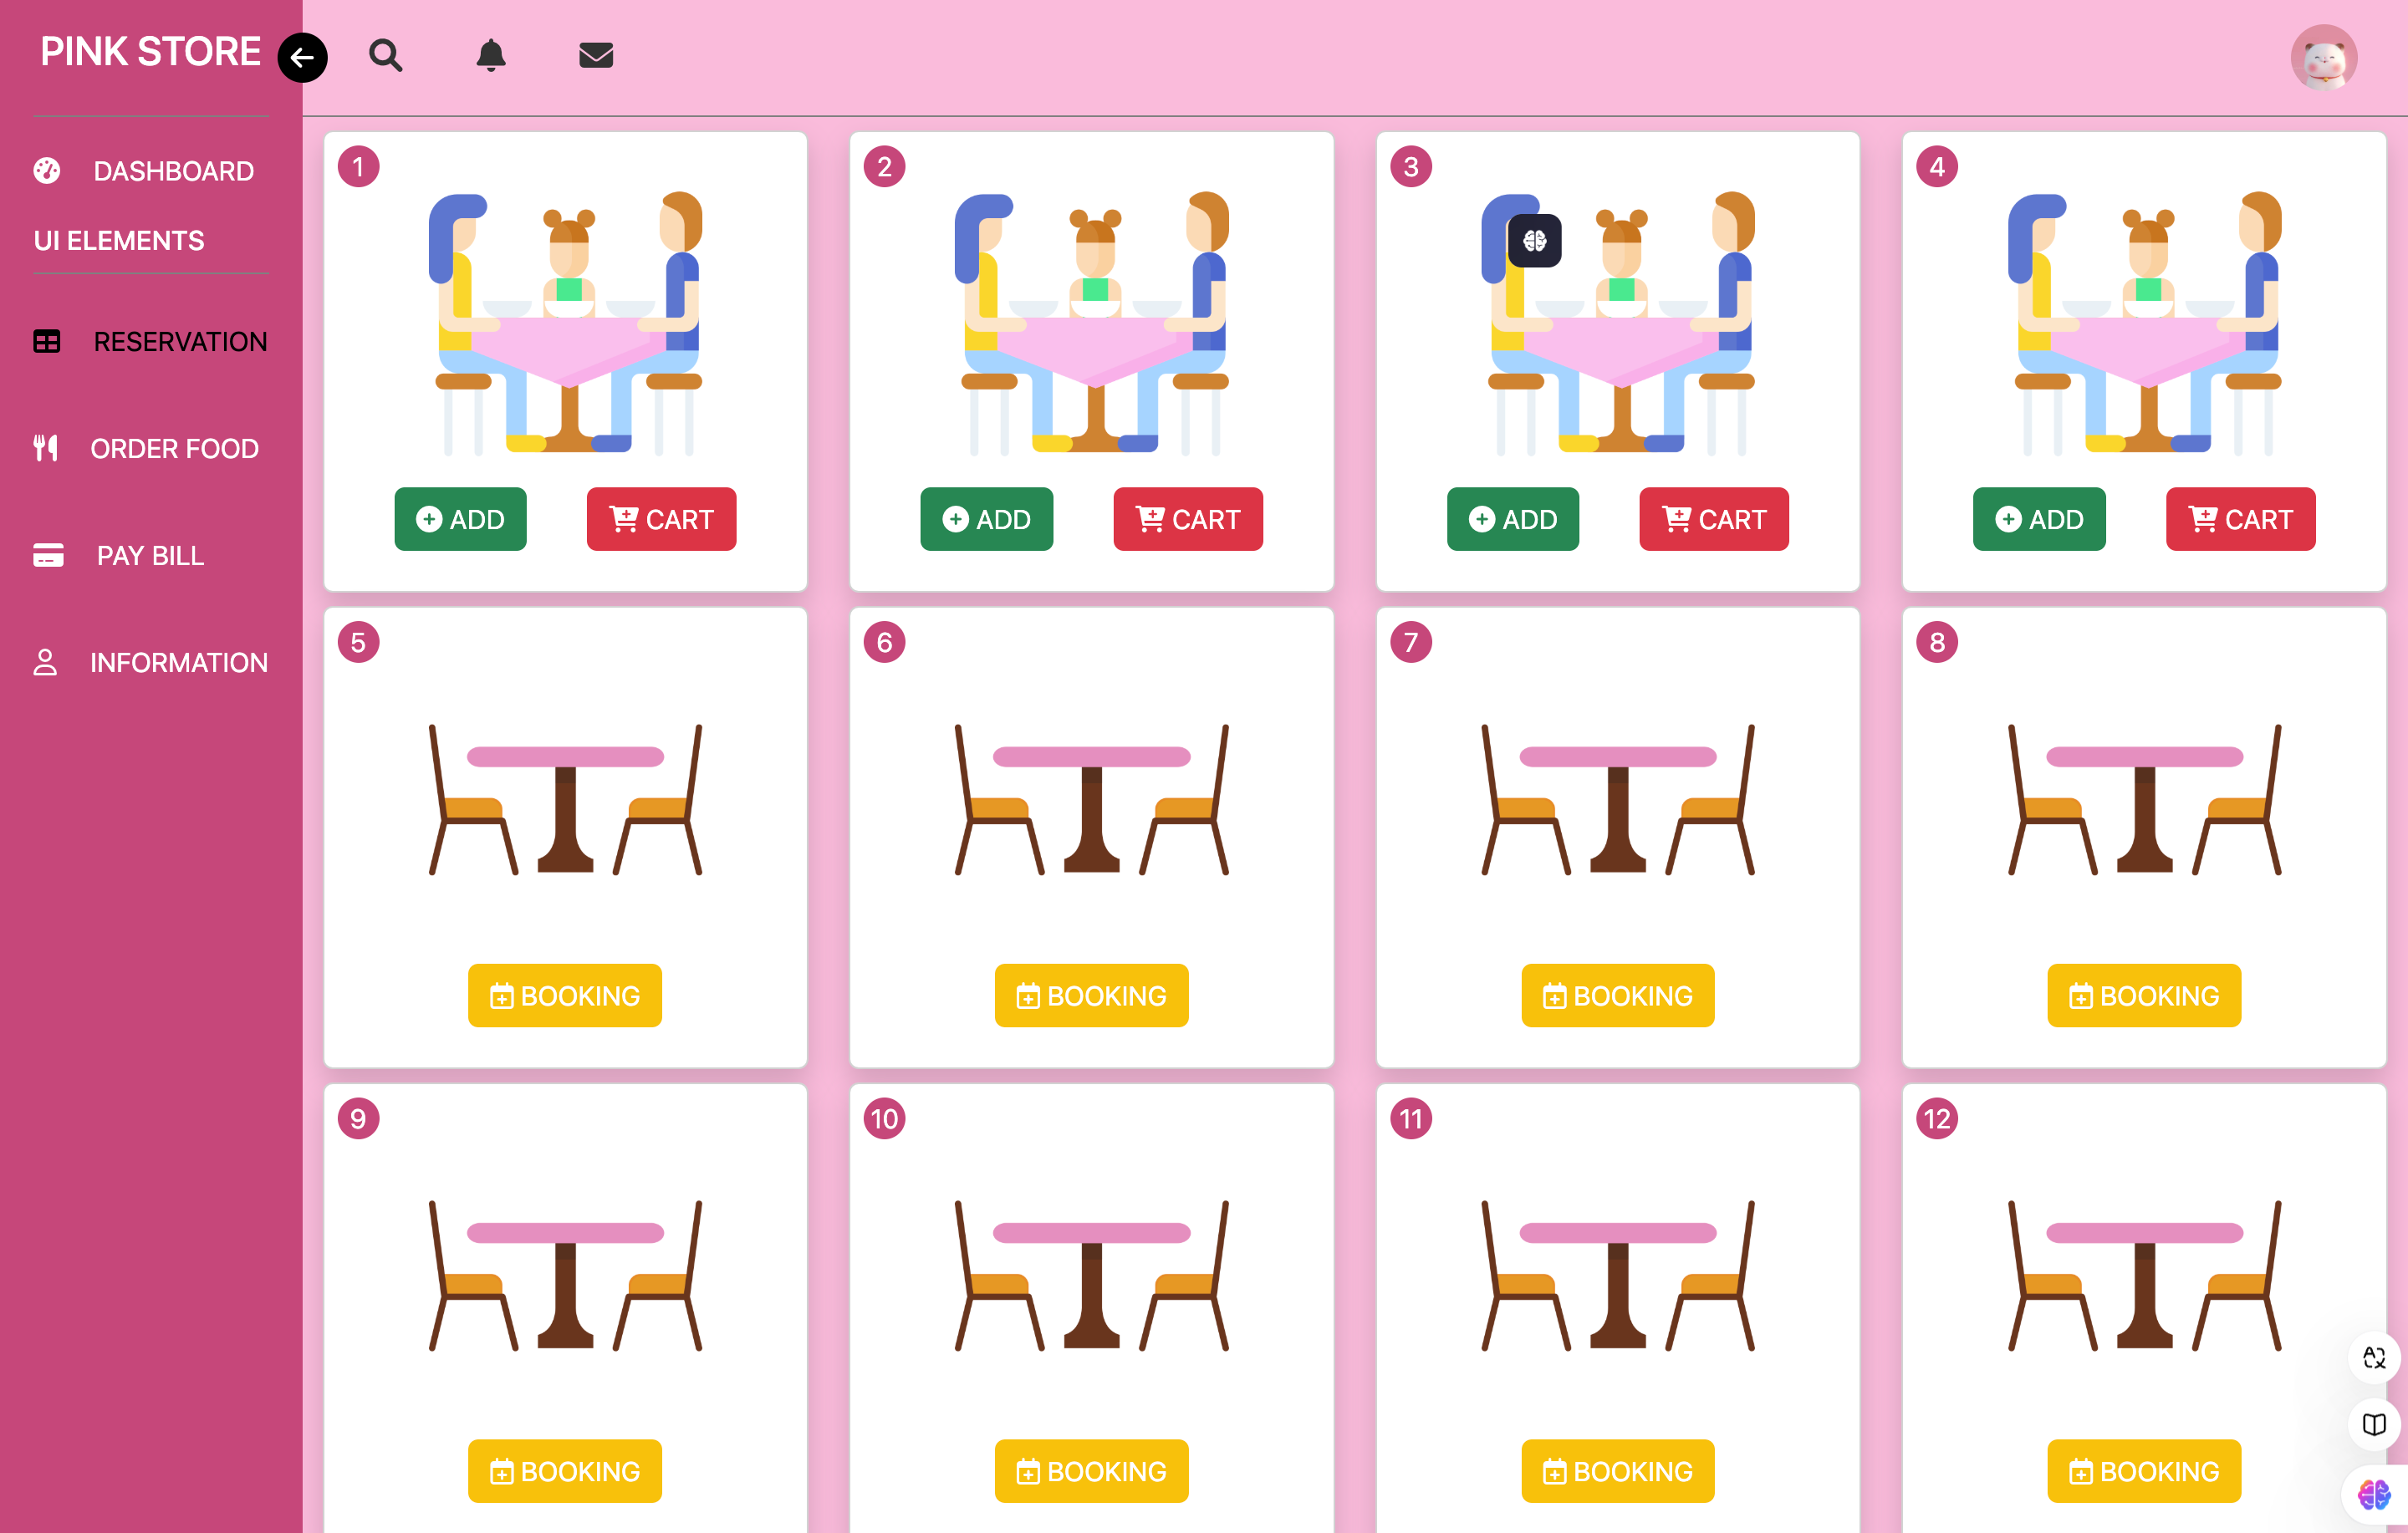 PINK STORE
DASHBOARD
UI ELEMENTS
RESERVATION
ORDER FOOD
PAY BILL
INFORMATION
1 2 3 4
ADD CART ADD CART ADD CART ADD CART
5 6 7 8
BOOKING BOOKING BOOKING BOOKING
9 10 11 12
BOOKING BOOKING BOOKING BOOKING